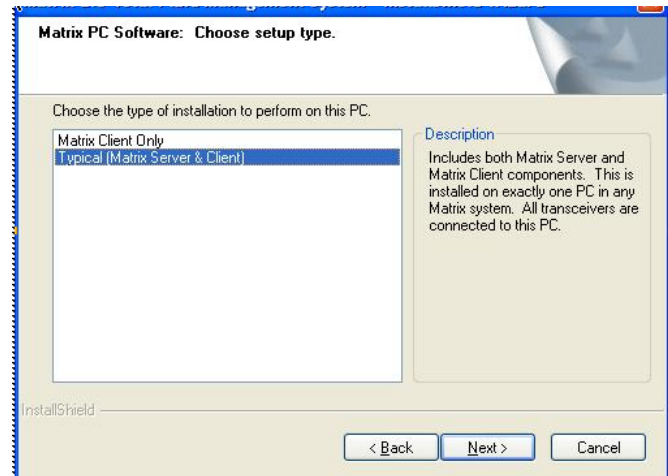 Matrix PC Software: Choose setup type.
Choose the type of installation to perform on this PC.
Matrix Client Only
Typical (Matrix Server & Client)
Description
Includes both Matrix Server and
Matrix Client components. This is
installed on exactly one PC in any
Matrix system. All transceivers are
connected to this PC.
InstallShield
< Back
Next >
Cancel